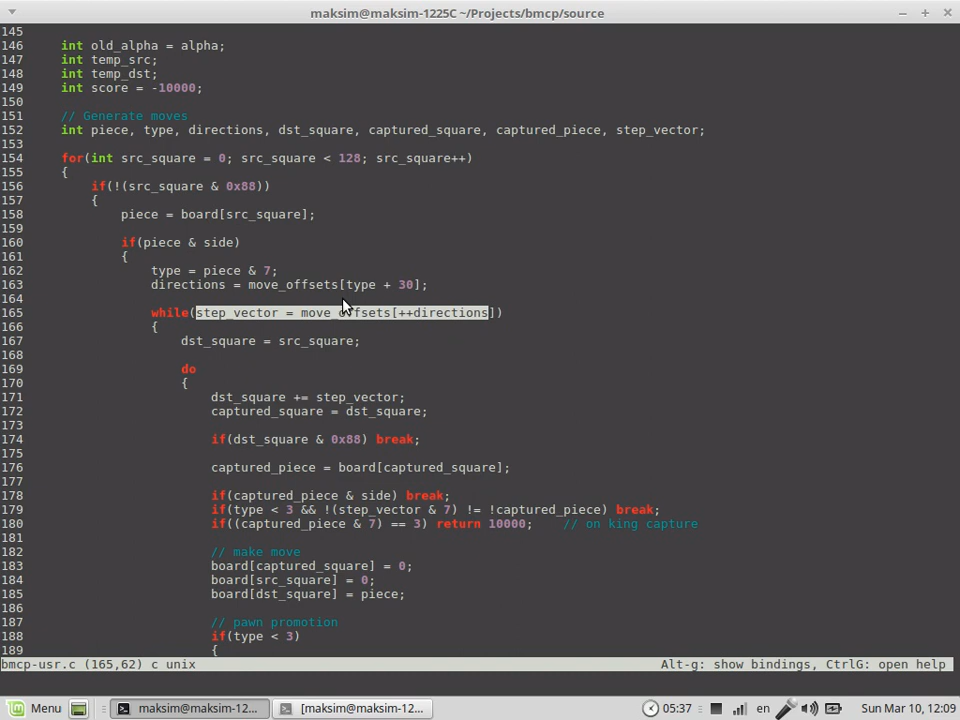 maksim@maksim-1225C ~/Projects/bmcp/source
145
146 int old_alpha = alpha;
147 int temp_src;
148 int temp_dst;
149 int score = -10000;
150
151 // Generate moves
152 int piece, type, directions, dst_square, captured_square, captured_piece, step_vector;
153
154 for(int src_square = 0; src_square < 128; src_square++)
155 {
156 if(!(src_square & 0x88))
157 {
158 piece = board[src_square];
159
160 if(piece & side)
161 {
162 type = piece & 7;
163 directions = move_offsets[type + 30];
164
165 while(step_vector = move_offsets[++directions])
166 {
167 dst_square = src_square;
168
169 do
170 {
171 dst_square += step_vector;
172 captured_square = dst_square;
173
174 if(dst_square & 0x88) break;
175
176 captured_piece = board[captured_square];
177
178 if(captured_piece & side) break;
179 if(type < 3 && !(step_vector & 7) != !captured_piece) break;
180 if((captured_piece & 7) == 3) return 10000; // on king capture
181
182 // make move
183 board[captured_square] = 0;
184 board[src_square] = 0;
185 board[dst_square] = piece;
186
187 // pawn promotion
188 if(type < 3)
189 {
bmcp-usr.c (165,62) c unix Alt-g: show bindings, CtrlG: open help
Menu maksim@maksim-12... [maksim@maksim-12... 05:37 en Sun Mar 10, 12:09